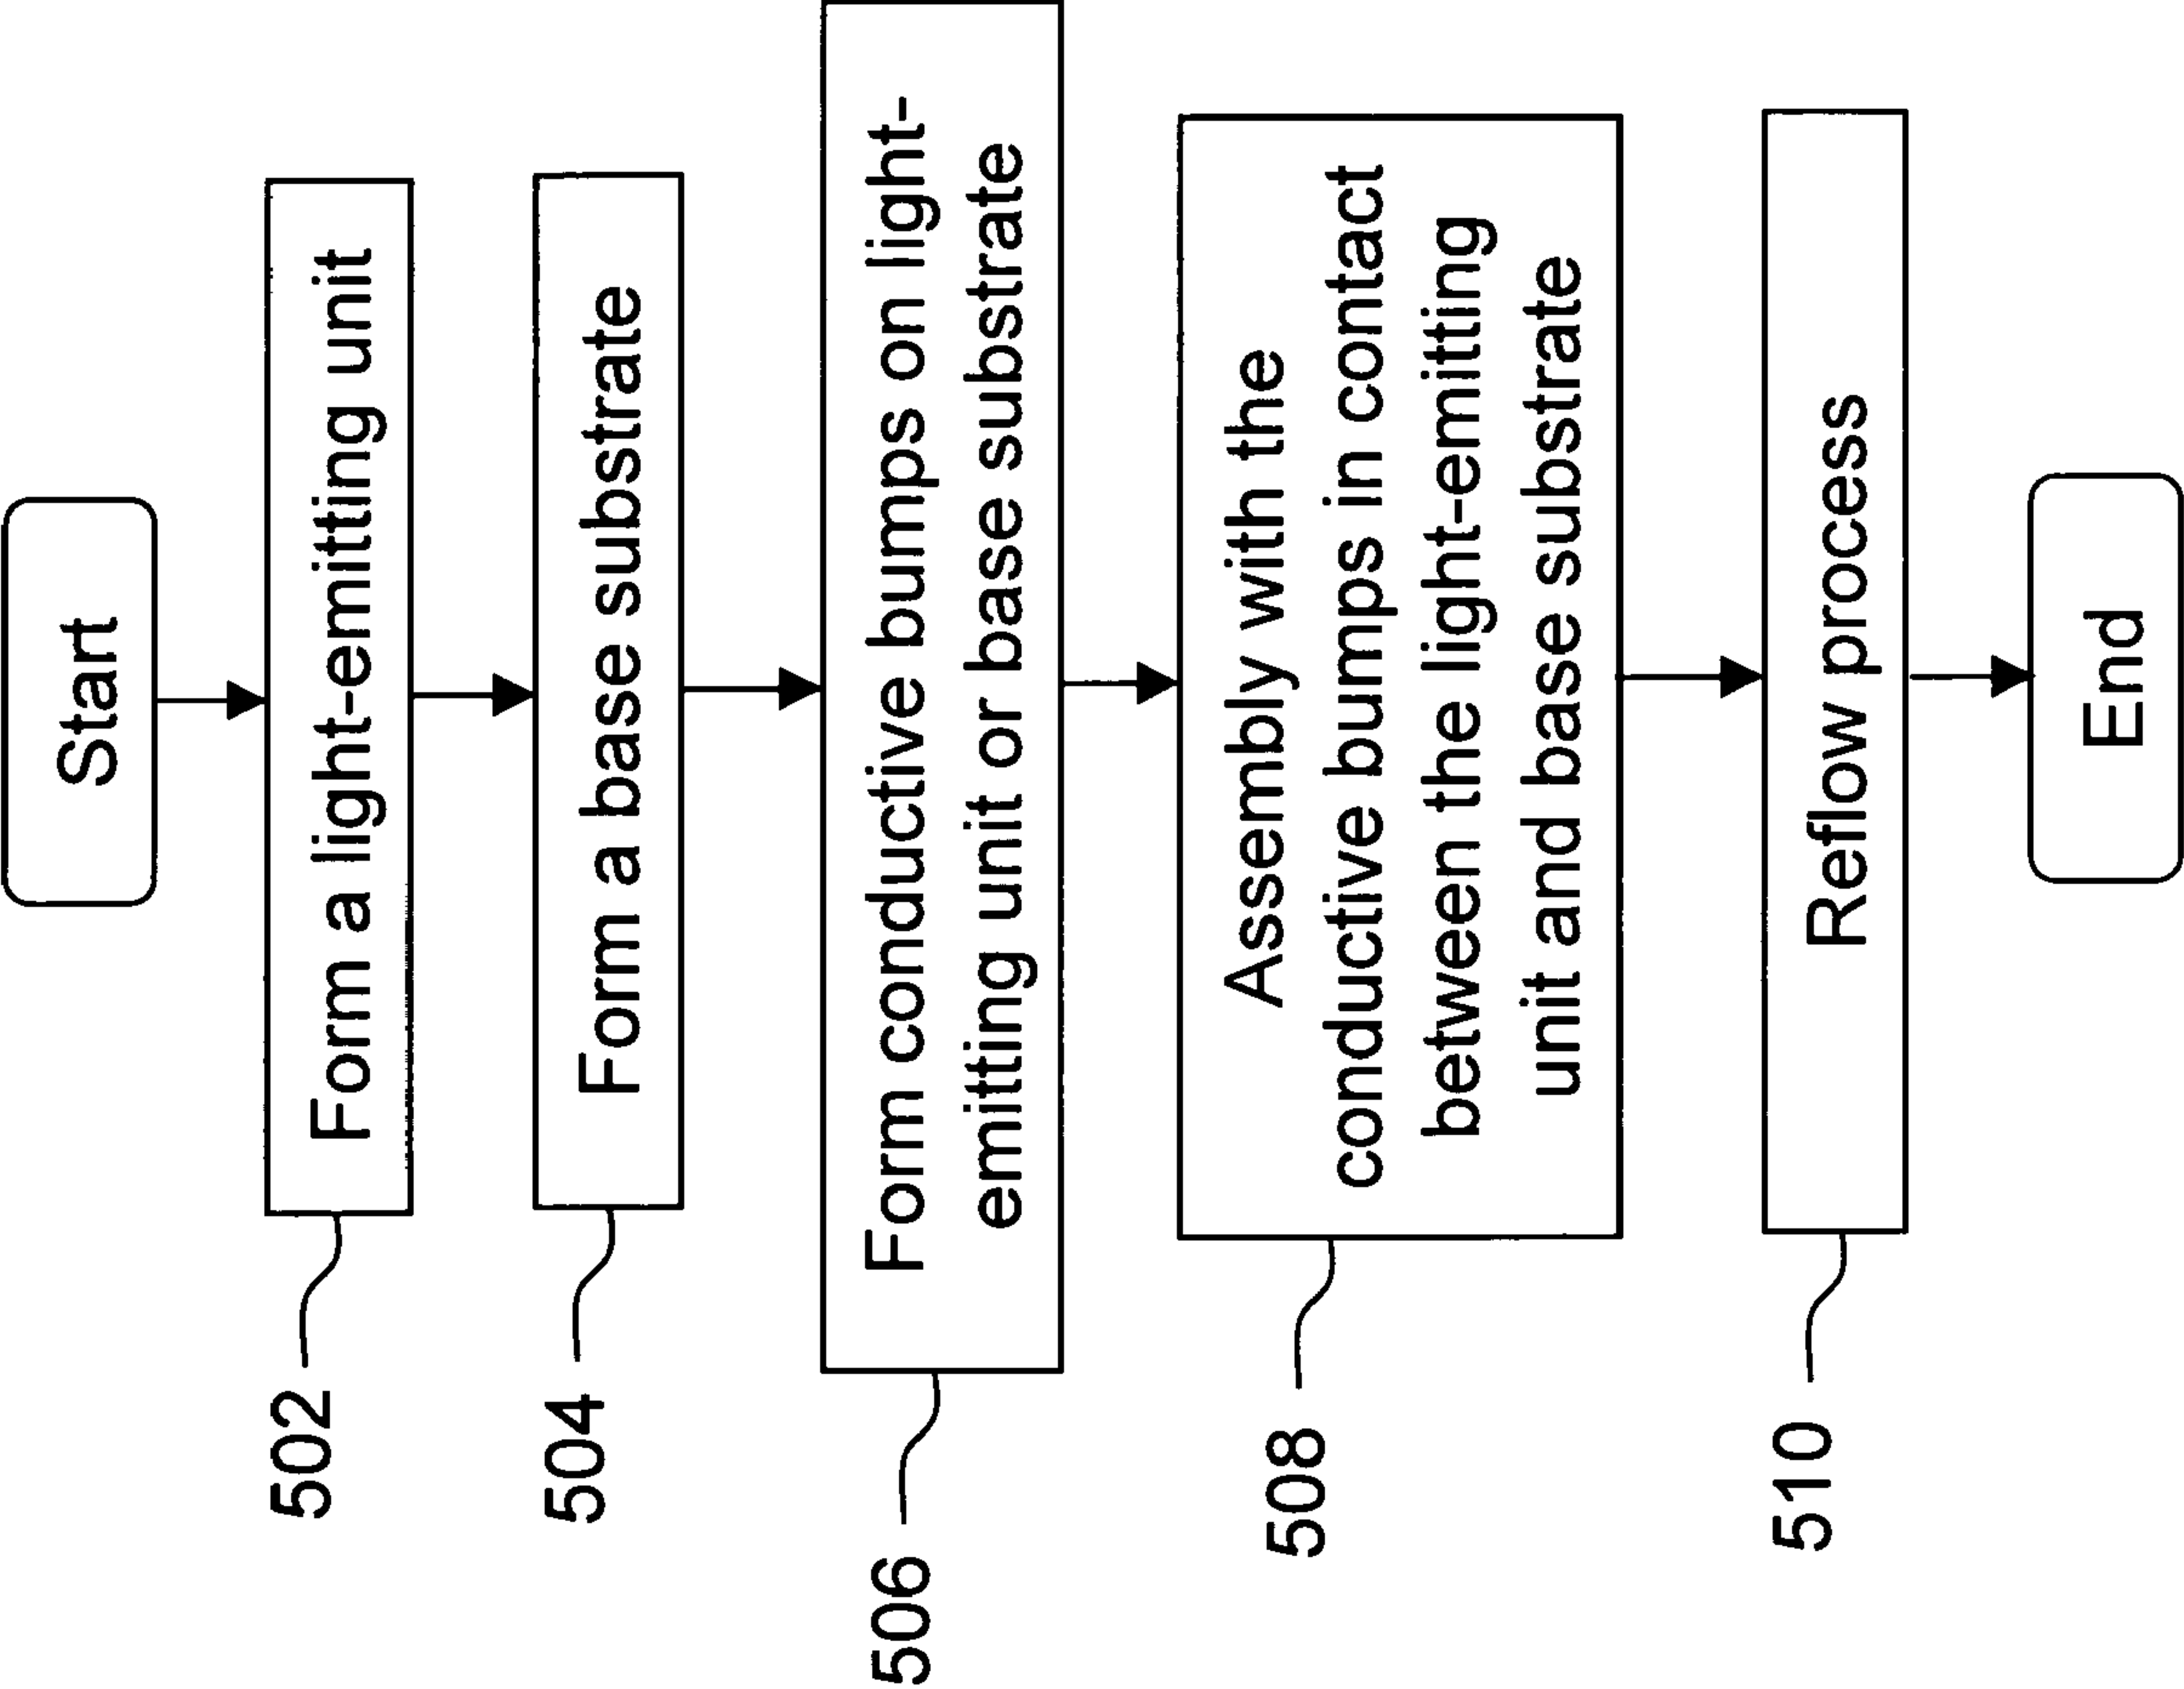 Start
502
Form a light-emitting unit
504
Form a base substrate
506
Form conductive bumps on light-
emitting unit or base substrate
508
Assembly with the
conductive bumps in contact
between the light-emitting
unit and base substrate
510
Reflow process
End